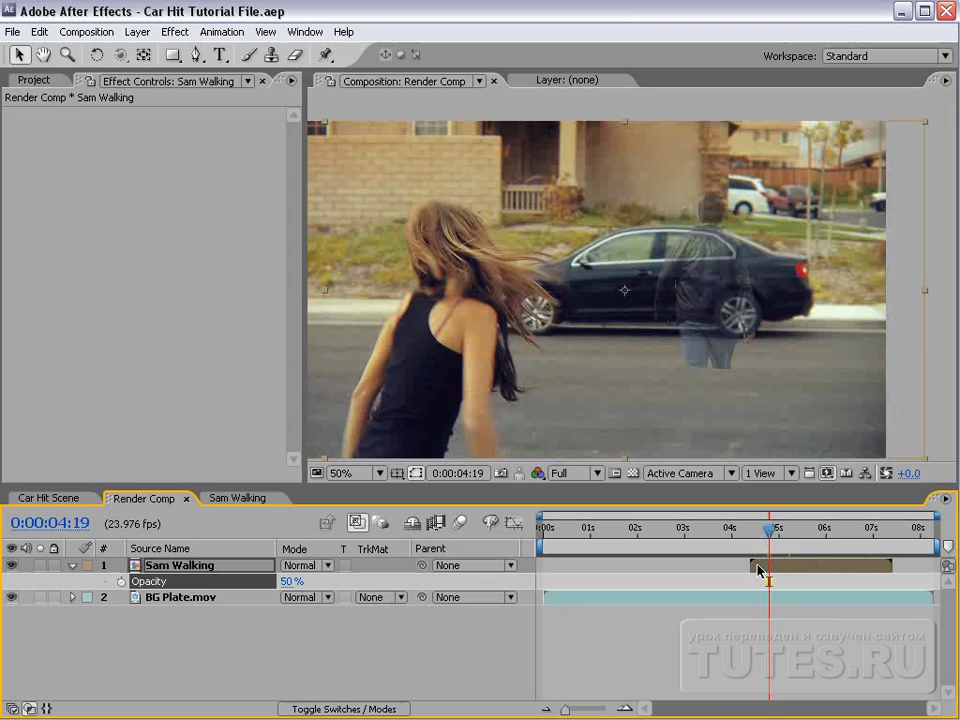 Adobe After Effects - Car Hit Tutorial File.aep
File Edit Composition Layer Effect Animation View Window Help
Workspace: Standard
Project Effect Controls: Sam Walking
Composition: Render Comp Layer: (none)
Render Comp * Sam Walking
50% 0:00:04:19 Full Active Camera 1 View +0.0
Car Hit Scene Render Comp Sam Walking
0:00:04:19 (23.976 fps)
:00s 01s 02s 03s 04s 05s 06s 07s 08s
# Source Name Mode T TrkMat Parent
1 Sam Walking Normal None
Opacity 50 %
2 BG Plate.mov Normal None None
урок переведен и озвучен сайтом
TUTES.RU
Toggle Switches / Modes